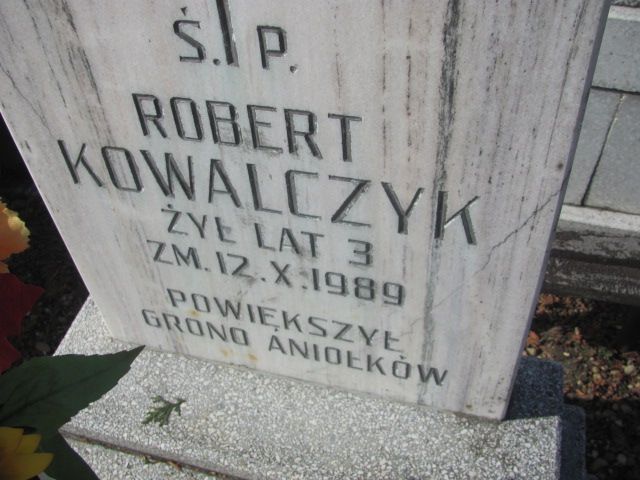 Ś. P.
ROBERT
KOWALCZYK
ŻYŁ LAT 3
ZM. 12.X.1989
POWIĘKSZYŁ
GRONO ANIOŁKÓW